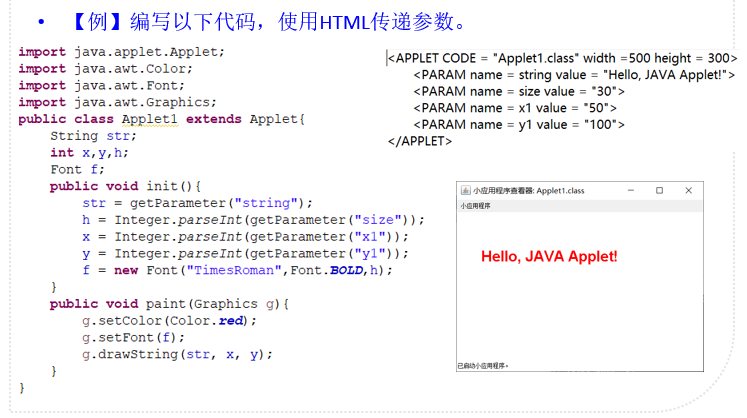 • 【例】编写以下代码，使用HTML传递参数。
import java.applet.Applet;
import java.awt.Color;
import java.awt.Font;
import java.awt.Graphics;
public class Applet1 extends Applet{
    String str;
    int x,y,h;
    Font f;
    public void init(){
        str = getParameter("string");
        h = Integer.parseInt(getParameter("size"));
        x = Integer.parseInt(getParameter("x1"));
        y = Integer.parseInt(getParameter("y1"));
        f = new Font("TimesRoman",Font.BOLD,h);
    }
    public void paint(Graphics g){
        g.setColor(Color.red);
        g.setFont(f);
        g.drawString(str, x, y);
    }
}
<APPLET CODE = "Applet1.class" width =500 height = 300>
    <PARAM name = string value = "Hello, JAVA Applet!">
    <PARAM name = size value = "30">
    <PARAM name = x1 value = "50">
    <PARAM name = y1 value = "100">
</APPLET>
小应用程序查看器: Applet1.class
小应用程序
Hello, JAVA Applet!
已启动小应用程序。